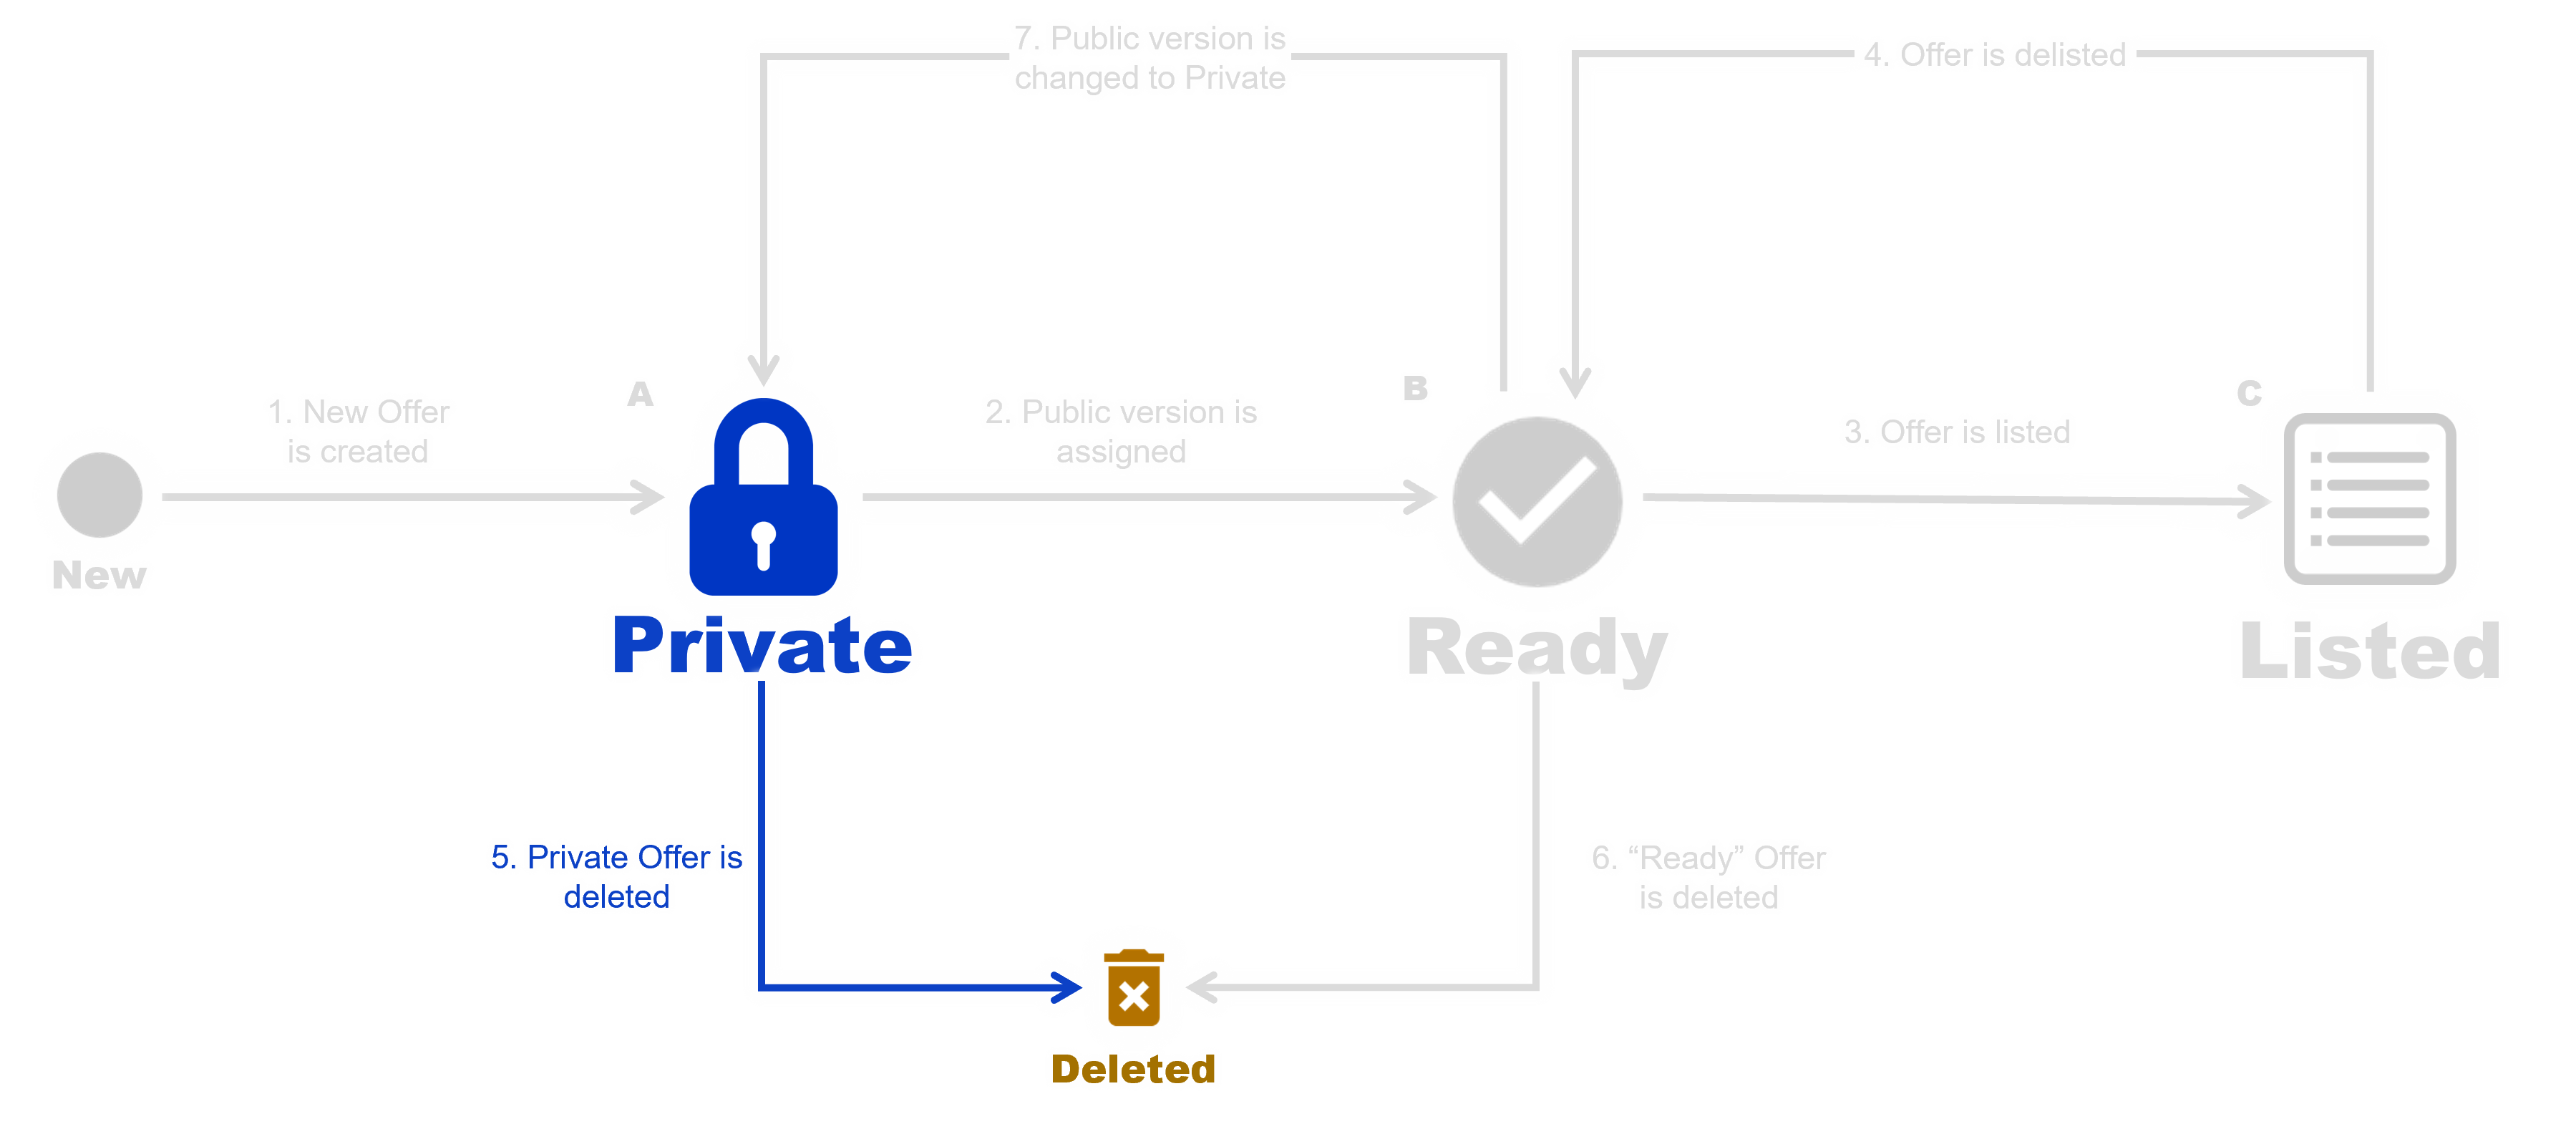 7. Public version is
changed to Private
4. Offer is delisted
A
B
C
1. New Offer
is created
2. Public version is
assigned
3. Offer is listed
New
Private
Ready
Listed
5. Private Offer is
deleted
6. “Ready” Offer
is deleted
Deleted